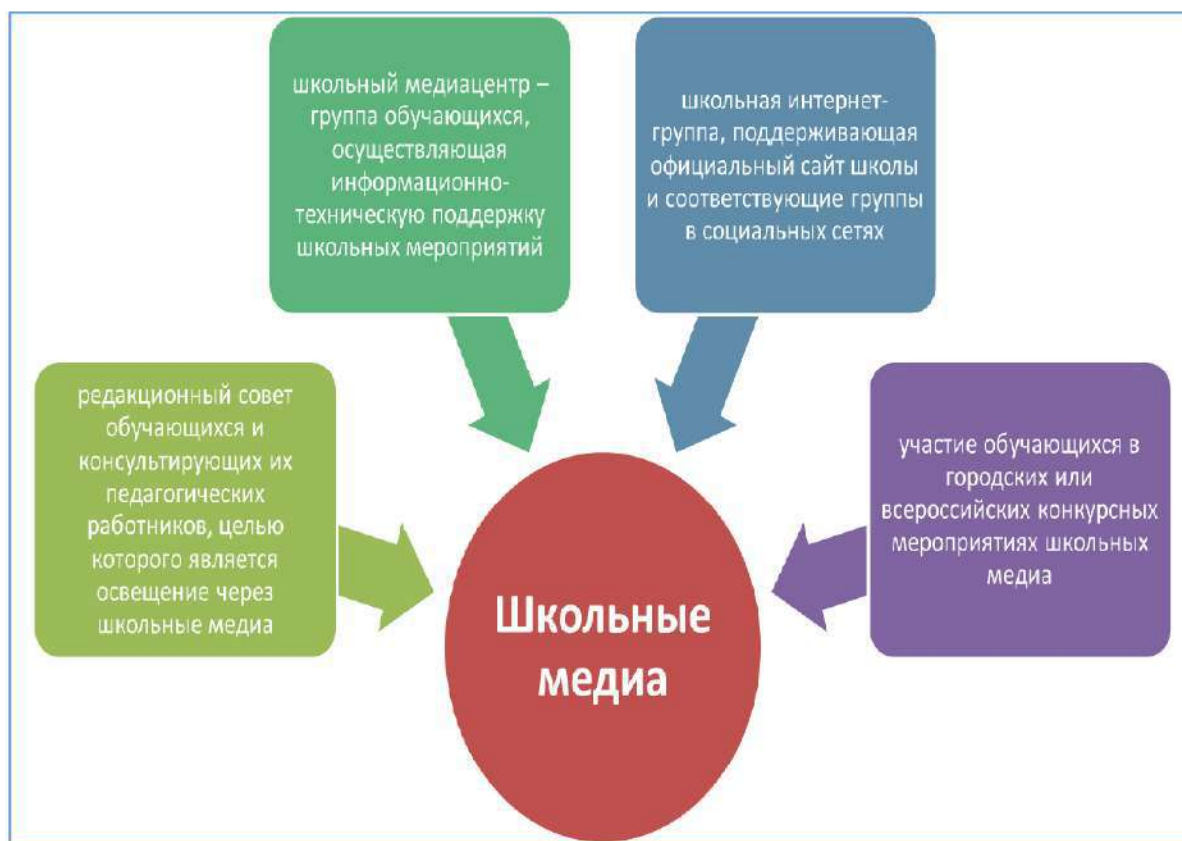 школьный медиацентр –
группа обучающихся,
осуществляющая
информационно-
техническую поддержку
школьных мероприятий
школьная интернет-
группа, поддерживающая
официальный сайт школы
и соответствующие группы
в социальных сетях
редакционный совет
обучающихся и
консультирующих их
педагогических
работников, целью
которого является
освещение через
школьные медиа
участие обучающихся в
городских или
всероссийских конкурсных
мероприятиях школьных
медиа
Школьные
медиа